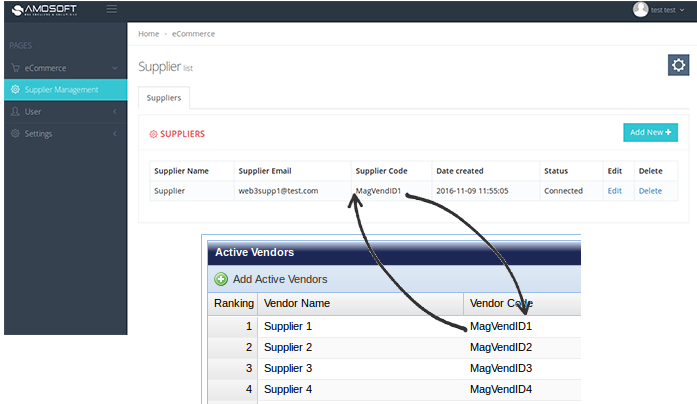 AMOSOFT
test test
PAGES
eCommerce
Supplier Management
User
Settings
Home - eCommerce
Supplier list
Suppliers
SUPPLIERS
Add New +
Supplier Name Supplier Email Supplier Code Date created Status Edit Delete
Supplier web3supp1@test.com MagVendID1 2016-11-09 11:55:05 Connected Edit Delete
Active Vendors
Add Active Vendors
Ranking Vendor Name Vendor Code
1 Supplier 1 MagVendID1
2 Supplier 2 MagVendID2
3 Supplier 3 MagVendID3
4 Supplier 4 MagVendID4